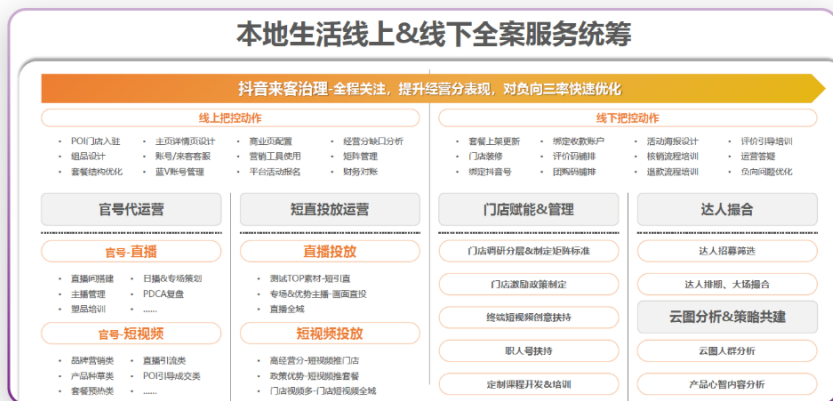 本地生活线上&线下全案服务统筹
抖音来客治理-全程关注，提升经营分表现，对负向三率快速优化
线上把控动作
• POI门店入驻 • 主页详情页设计 • 商业页配置 • 经营分缺口分析
• 组品设计 • 账号/来客客服 • 营销工具使用 • 矩阵管理
• 套餐结构优化 • 蓝V账号管理 • 平台活动报名 • 财务对账
线下把控动作
• 套餐上架更新 • 绑定收款账户 • 活动海报设计 • 评价引导培训
• 门店装修 • 评价码铺排 • 核销流程培训 • 运营答疑
• 绑定抖音号 • 团购码铺排 • 退款流程培训 • 负向问题优化
官号代运营
官号-直播
• 直播间搭建 • 日播&专场策划
• 主播管理 • PDCA复盘
• 塑品培训 • ......
官号-短视频
• 品牌营销类 • 直播引流类
• 产品种草类 • POI引导成交类
• 套餐预热类 • ......
短直投放运营
直播投放
• 测试TOP素材-短引直
• 专场&优势主播-画面直投
• 直播全域
短视频投放
• 高经营分-短视频推门店
• 政策优势-短视频推套餐
• 门店视频多-门店短视频全域
门店赋能&管理
门店调研分层&制定矩阵标准
门店激励政策制定
终端短视频创意扶持
职人号扶持
定制课程开发&培训
达人撮合
达人招募筛选
达人排期、大场撮合
云图分析&策略共建
云图人群分析
产品心智内容分析